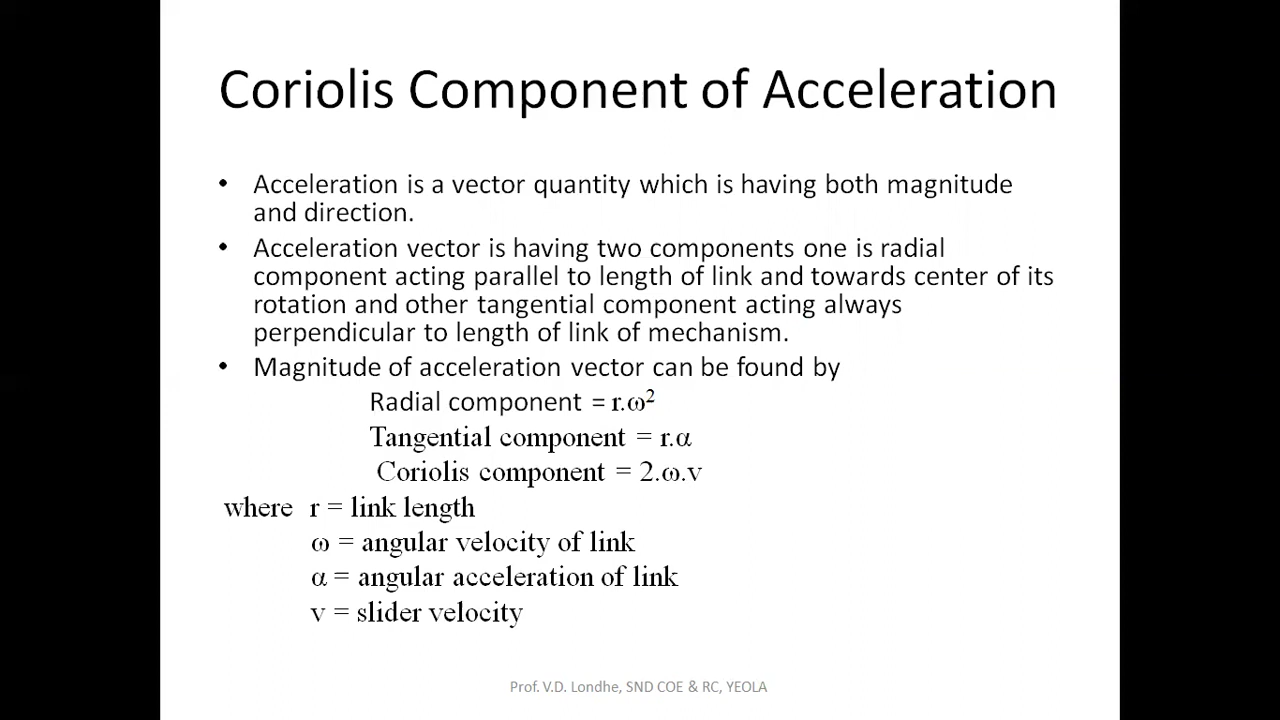 Coriolis Component of Acceleration
• Acceleration is a vector quantity which is having both magnitude
and direction.
• Acceleration vector is having two components one is radial
component acting parallel to length of link and towards center of its
rotation and other tangential component acting always
perpendicular to length of link of mechanism.
• Magnitude of acceleration vector can be found by
Radial component = r.ω²
Tangential component = r.α
Coriolis component = 2.ω.v
where r = link length
ω = angular velocity of link
α = angular acceleration of link
v = slider velocity
Prof. V.D. Londhe, SND COE & RC, YEOLA